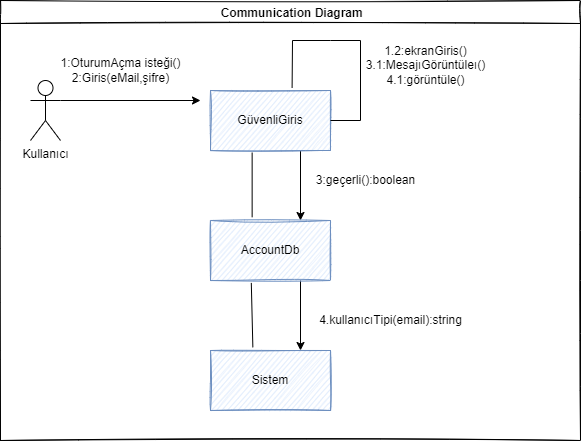 Communication Diagram
1:OturumAçma isteği()
2:Giris(eMail,şifre)
1.2:ekranGiris()
3.1:MesajıGörüntüleı()
4.1:görüntüle()
GüvenliGiris
Kullanıcı
3:geçerli():boolean
AccountDb
4.kullanıcıTipi(email):string
Sistem